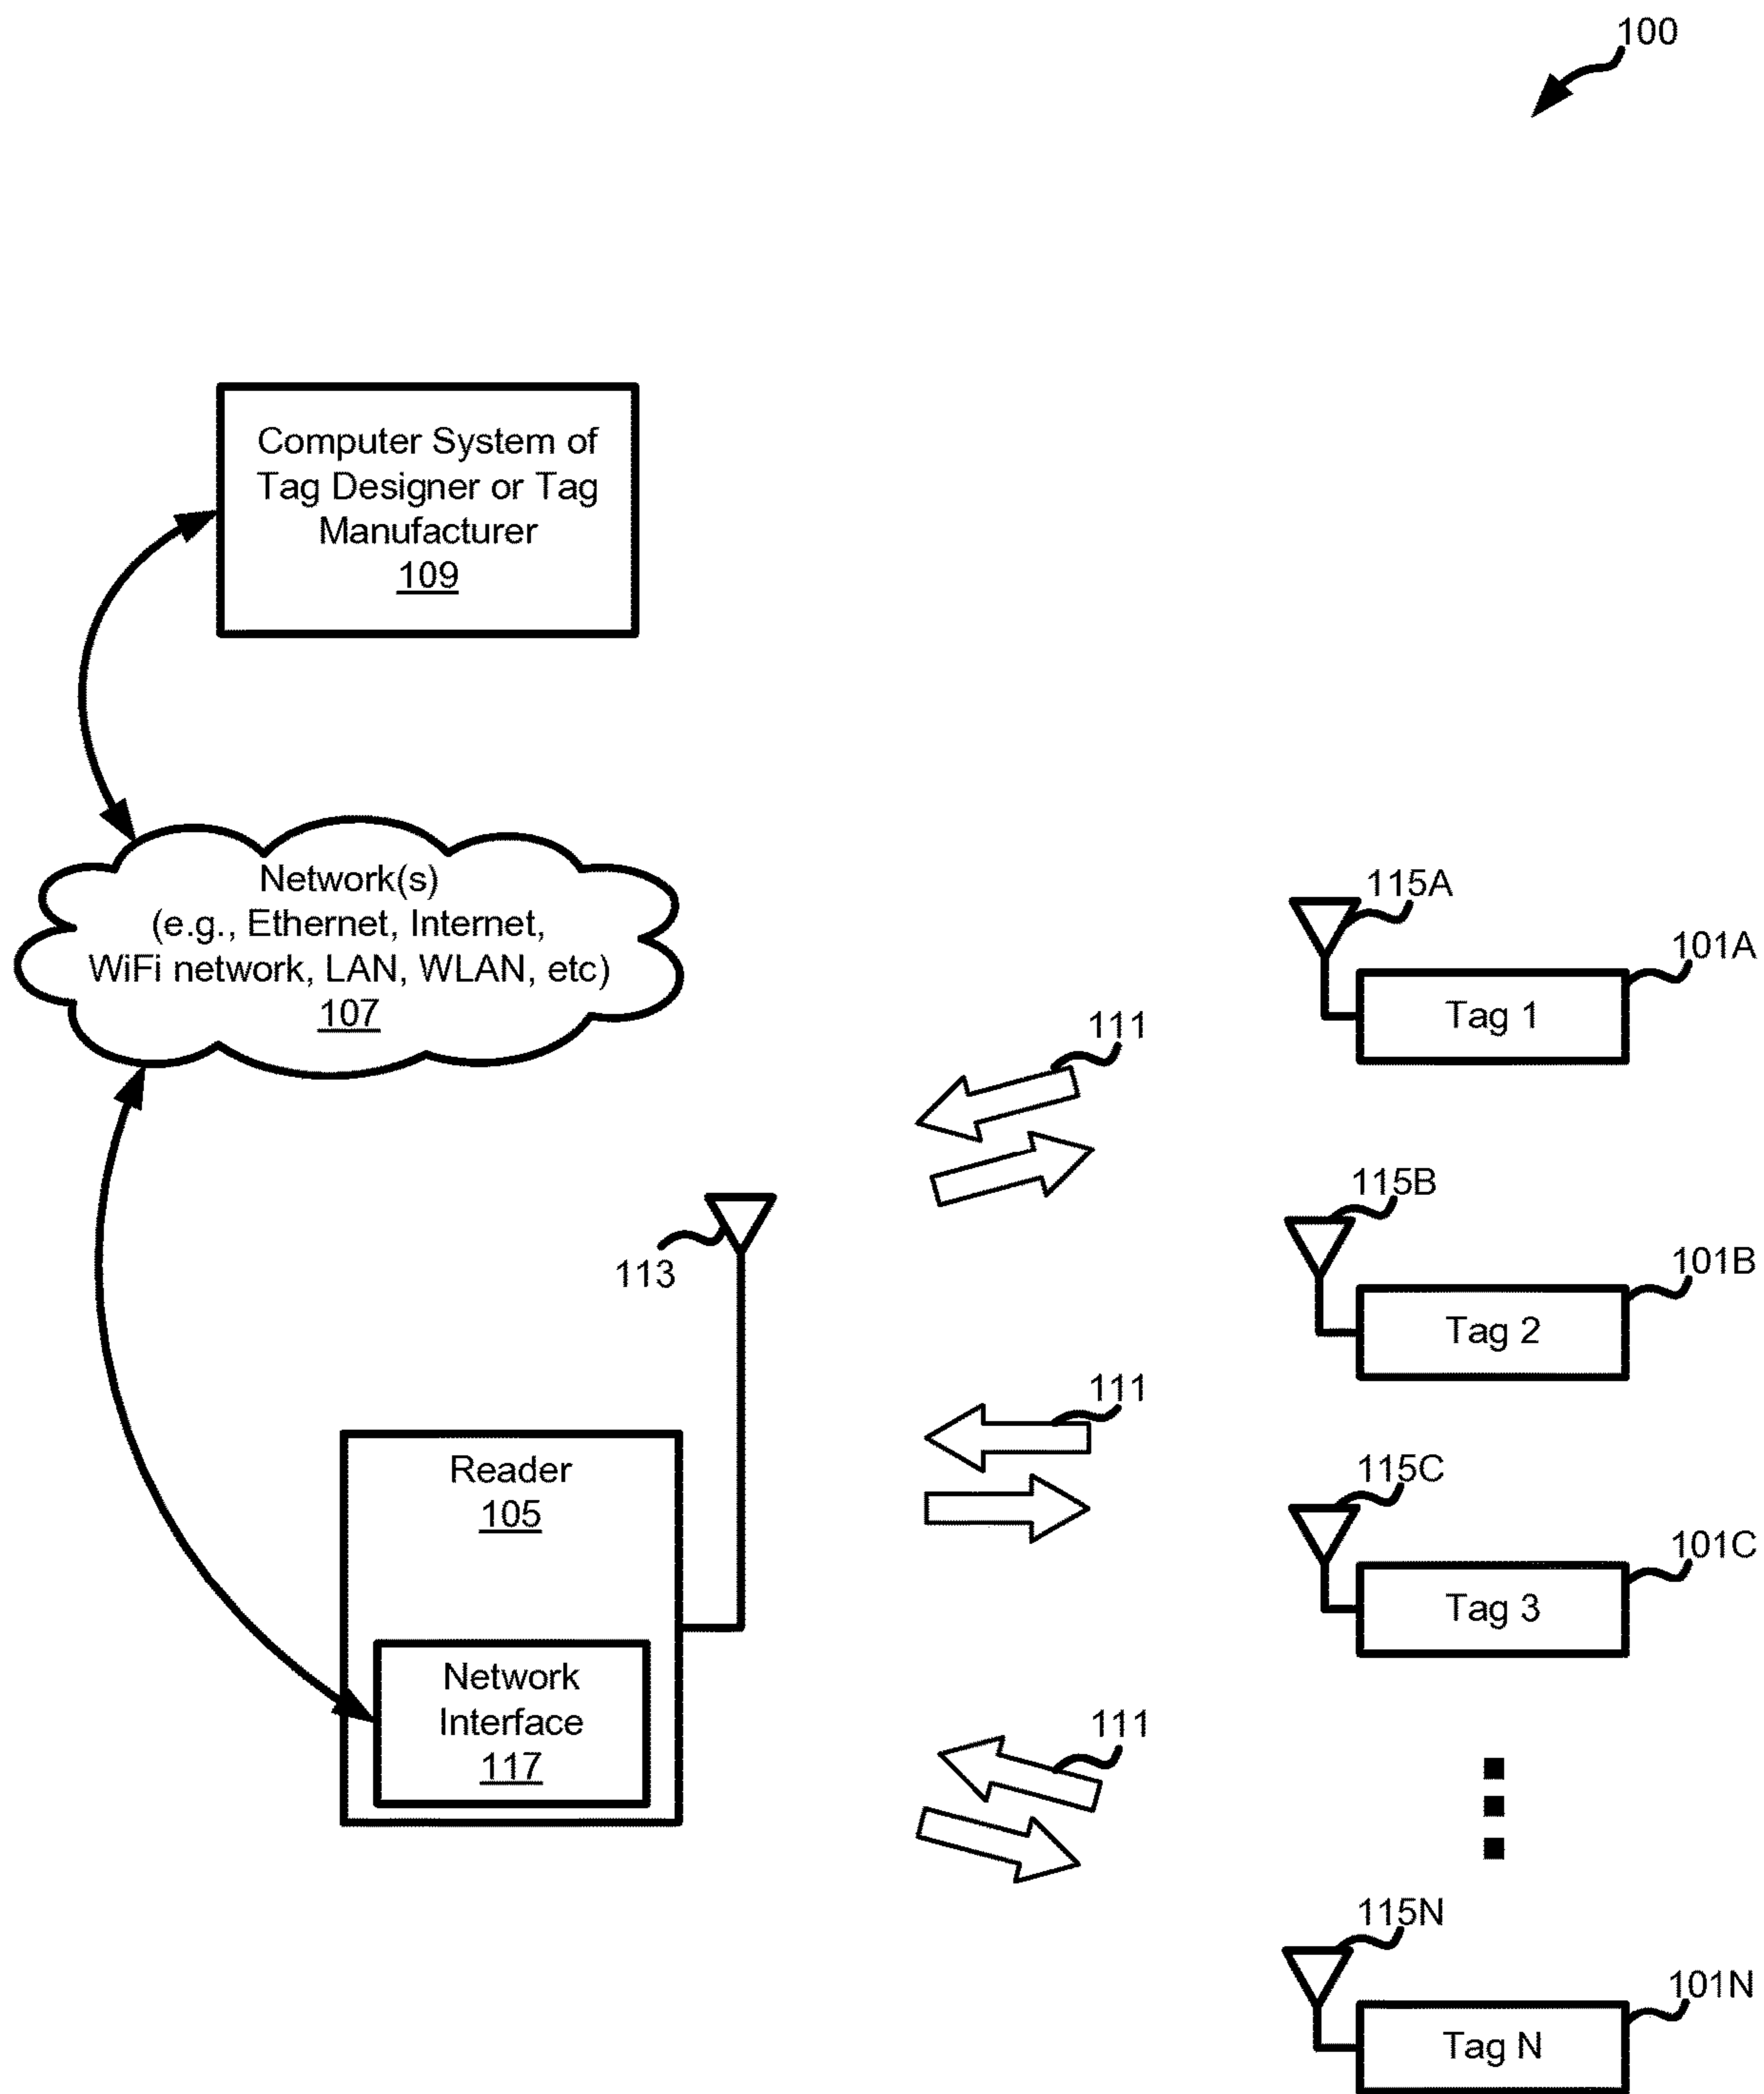 100
Computer System of
Tag Designer or Tag
Manufacturer
109
Network(s)
(e.g., Ethernet, Internet,
WiFi network, LAN, WLAN, etc)
107
115A
101A
Tag 1
111
115B
113
101B
Tag 2
111
Reader
105
115C
101C
Tag 3
Network
Interface
117
111
115N
101N
Tag N